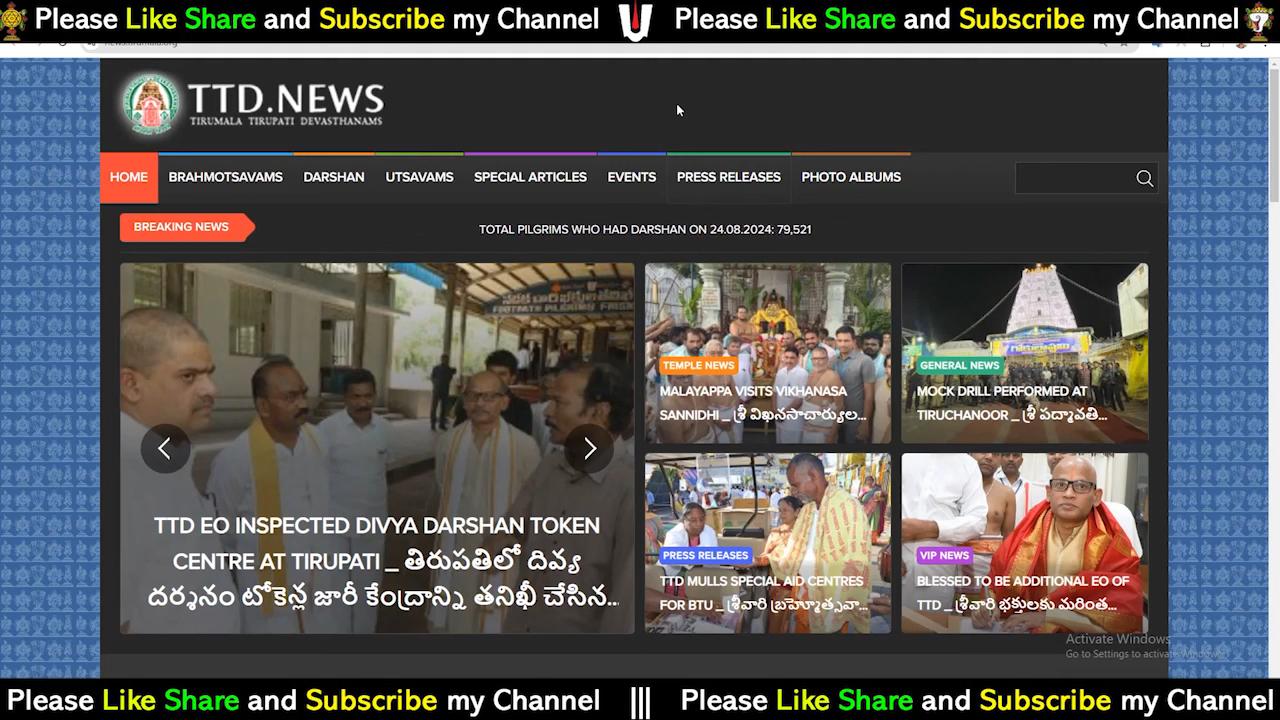 Please Like Share and Subscribe my Channel Please Like Share and Subscribe my Channel
news.tirumala.org
TTD.NEWS
TIRUMALA TIRUPATI DEVASTHANAMS
HOME BRAHMOTSAVAMS DARSHAN UTSAVAMS SPECIAL ARTICLES EVENTS PRESS RELEASES PHOTO ALBUMS
BREAKING NEWS TOTAL PILGRIMS WHO HAD DARSHAN ON 24.08.2024: 79,521
FOOTPATH PILGRIMS
TTD EO INSPECTED DIVYA DARSHAN TOKEN
CENTRE AT TIRUPATI _ తిరుపతిలో దివ్య
దర్శనం టోకెన్ల జారీ కేంద్రాన్ని తనిఖీ చేసిన..
TEMPLE NEWS
MALAYAPPA VISITS VIKHANASA
SANNIDHI _ శ్రీ విఖనసాచార్యుల...
GENERAL NEWS
MOCK DRILL PERFORMED AT
TIRUCHANOOR _ శ్రీ పద్మావతి...
PRESS RELEASES
TTD MULLS SPECIAL AID CENTRES
FOR BTU _ శ్రీవారి బ్రహ్మోత్సవా...
VIP NEWS
BLESSED TO BE ADDITIONAL EO OF
TTD _ శ్రీవారి భక్తులకు మరింత...
Activate Windows
Go to Settings to activate Windows.
Please Like Share and Subscribe my Channel ||| Please Like Share and Subscribe my Channel